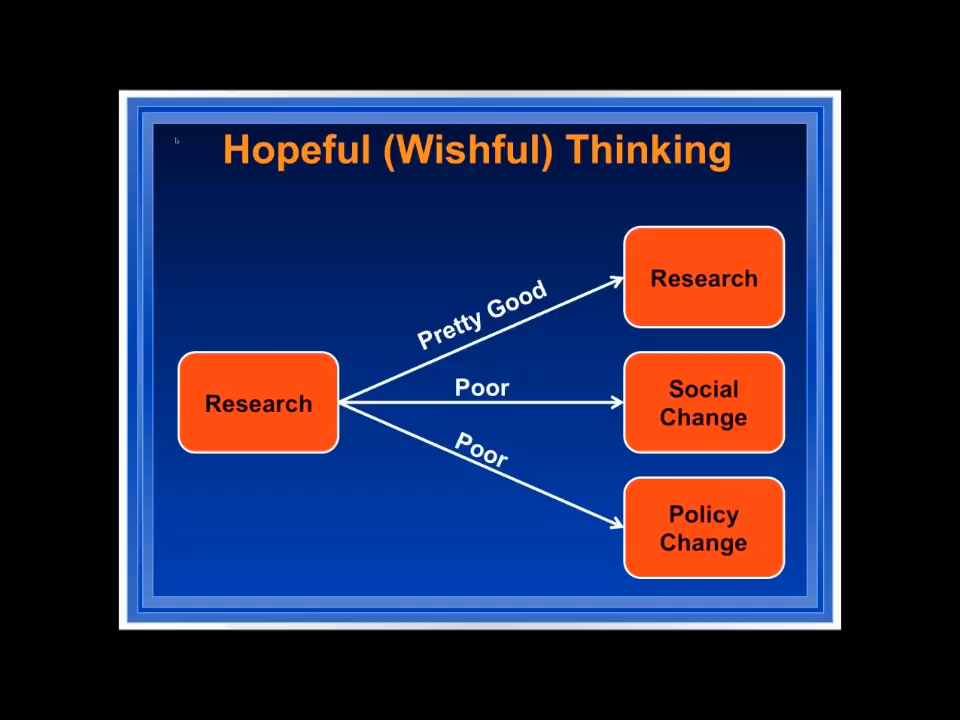 Hopeful (Wishful) Thinking
Research
Pretty Good
Research
Poor
Social
Change
Poor
Policy
Change